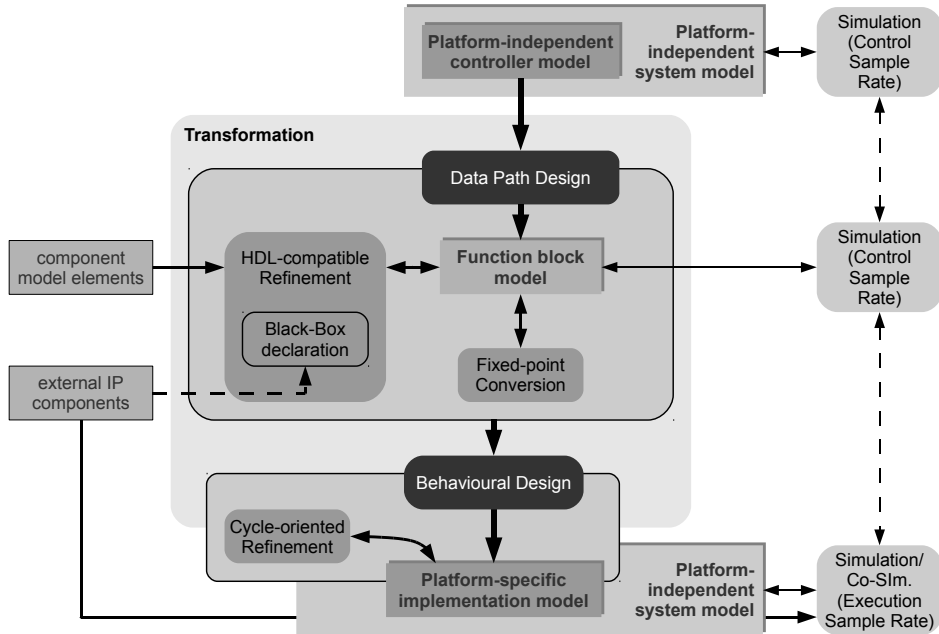 Platform-independent
controller model
Platform-
independent
system model
Simulation
(Control
Sample
Rate)
Transformation
Data Path Design
component
model elements
HDL-compatible
Refinement
Function block
model
Simulation
(Control
Sample
Rate)
Black-Box
declaration
Fixed-point
Conversion
external IP
components
Behavioural Design
Cycle-oriented
Refinement
Platform-specific
implementation model
Platform-
independent
system model
Simulation/
Co-SIm.
(Execution
Sample Rate)